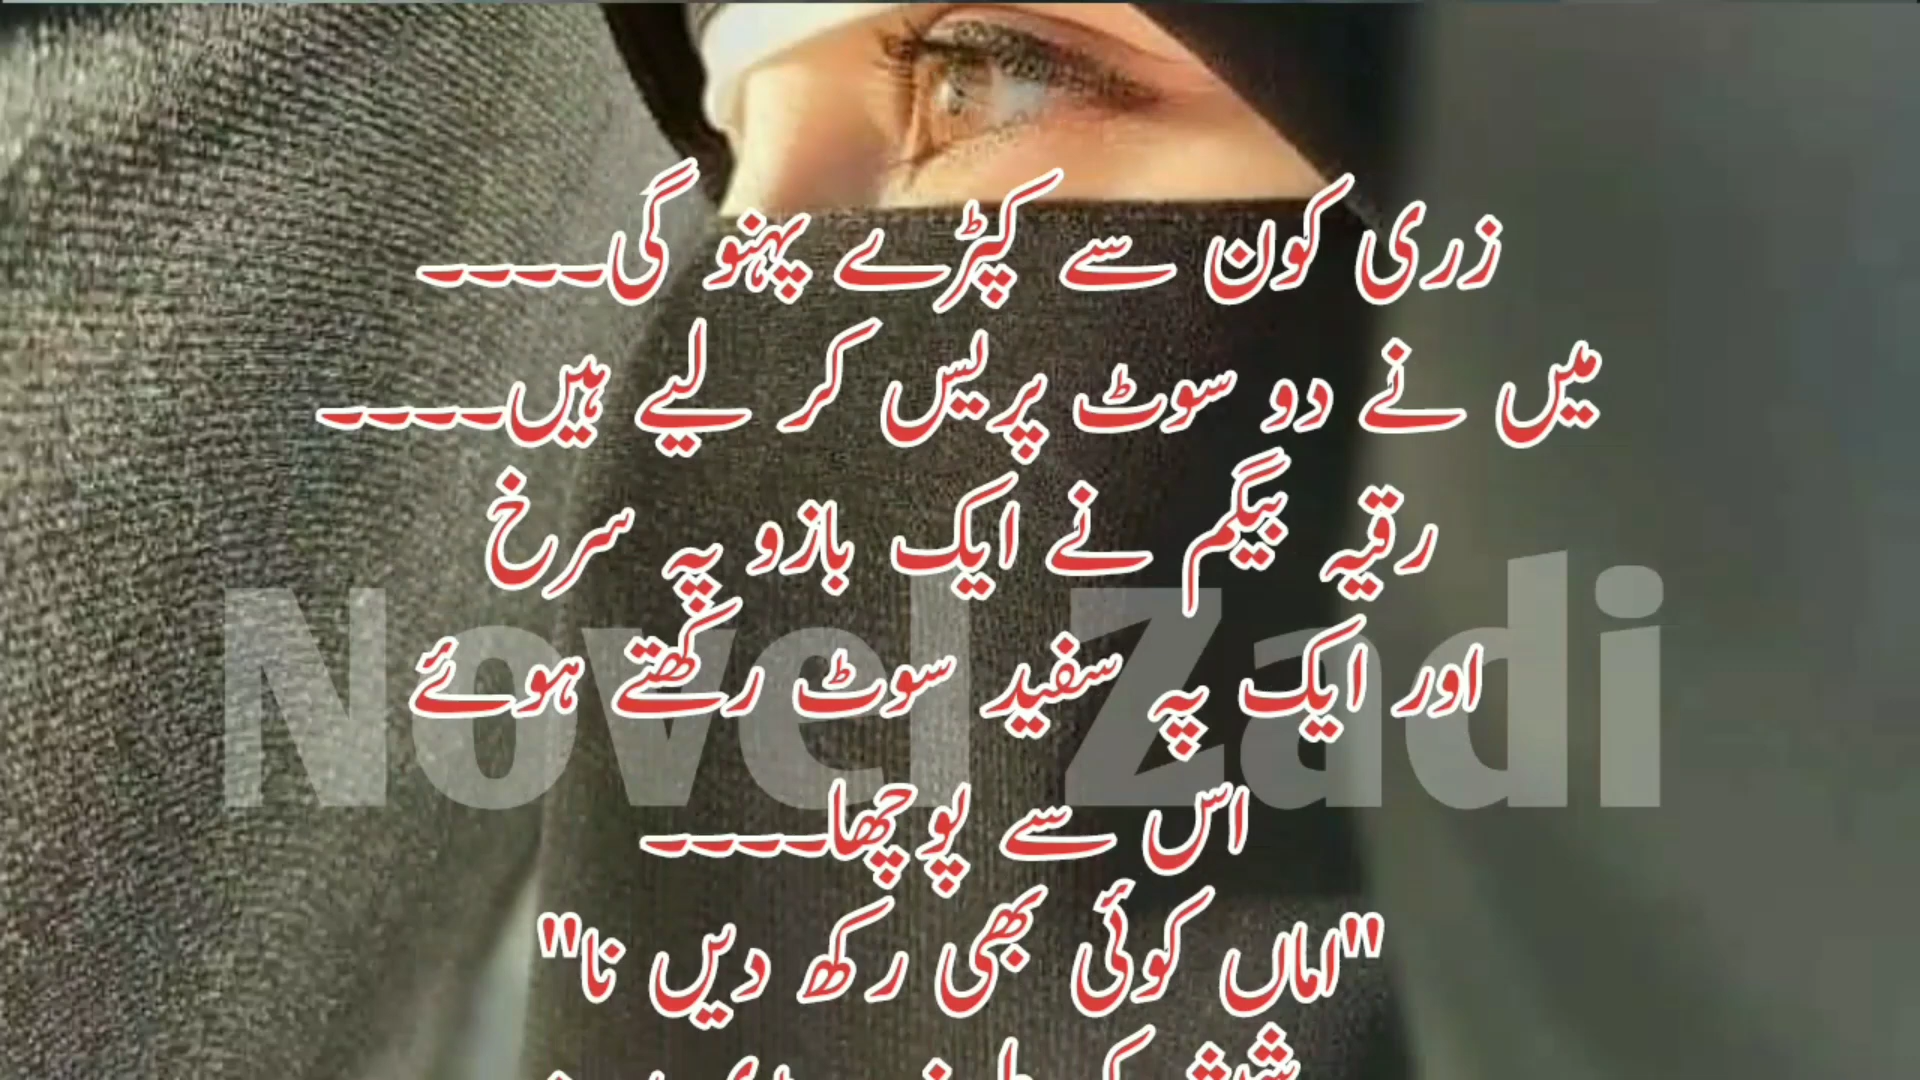 زری کون سے کپڑے پہنو گی۔۔۔۔
میں نے دو سوٹ پریس کر لیے ہیں۔۔۔۔
رقیہ بیگم نے ایک بازو پہ سرخ
اور ایک پہ سفید سوٹ رکھتے ہوئے
اس سے پوچھا۔۔۔۔
"اماں کوئی بھی رکھ دیں نا"
Novel Zadi